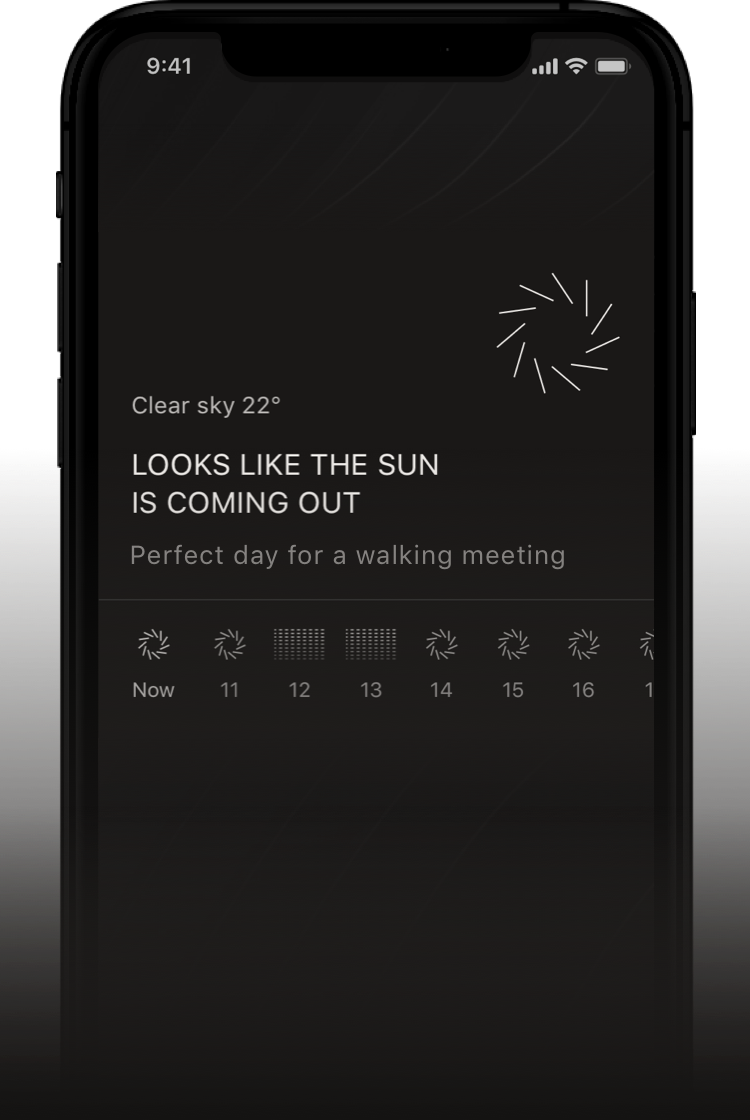 9:41
Clear sky 22°
LOOKS LIKE THE SUN
IS COMING OUT
Perfect day for a walking meeting
Now 11 12 13 14 15 16